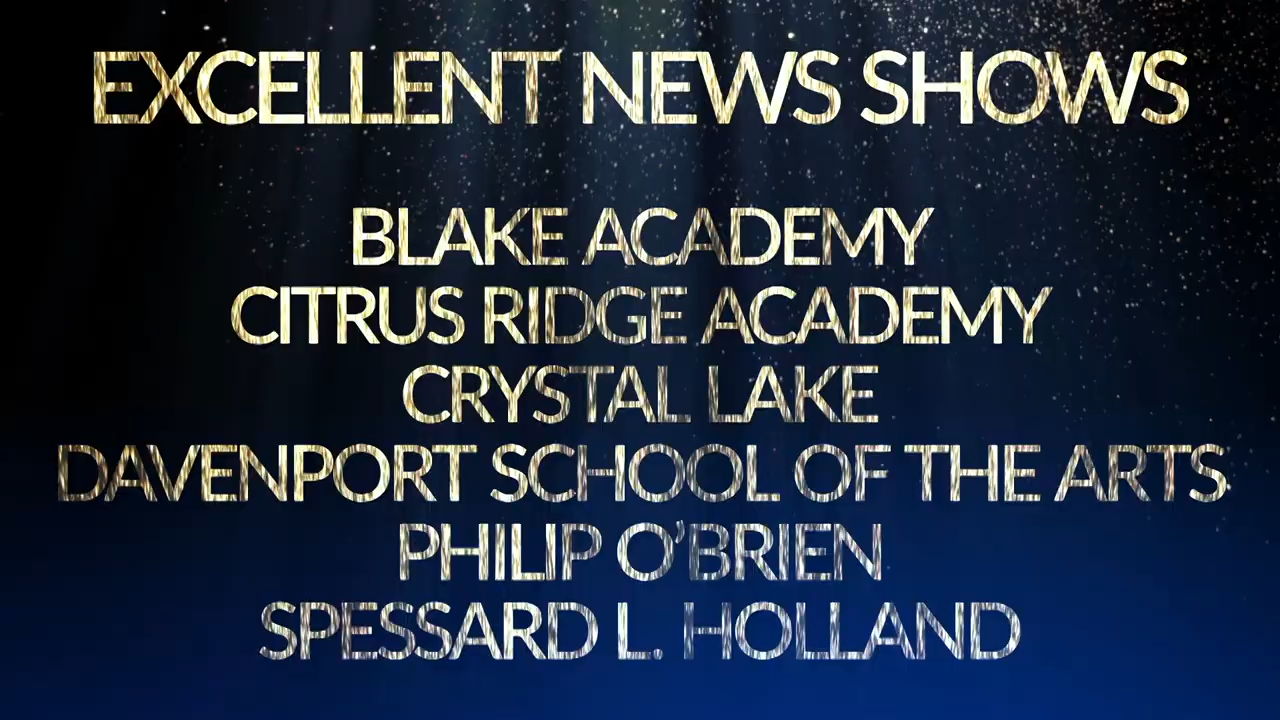 EXCELLENT NEWS SHOWS
BLAKE ACADEMY
CITRUS RIDGE ACADEMY
CRYSTAL LAKE
DAVENPORT SCHOOL OF THE ARTS
PHILIP O’BRIEN
SPESSARD L. HOLLAND